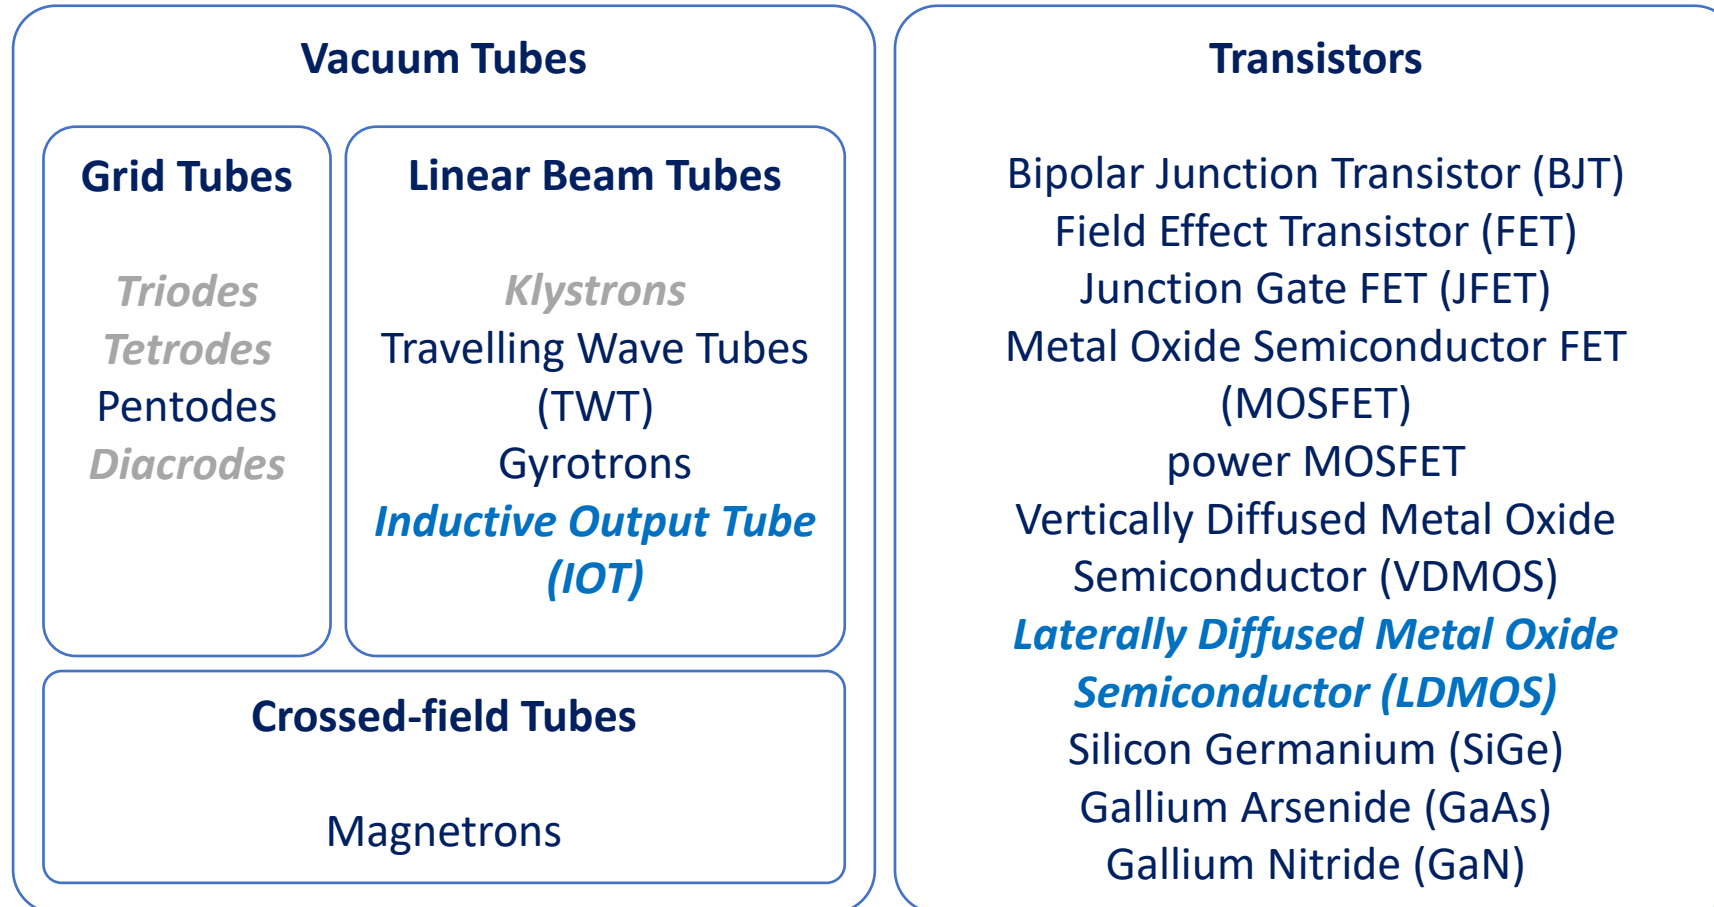 Vacuum Tubes
Grid Tubes
Triodes
Tetrodes
Pentodes
Diacrodes
Linear Beam Tubes
Klystrons
Travelling Wave Tubes
(TWT)
Gyrotrons
Inductive Output Tube
(IOT)
Crossed-field Tubes
Magnetrons
Transistors
Bipolar Junction Transistor (BJT)
Field Effect Transistor (FET)
Junction Gate FET (JFET)
Metal Oxide Semiconductor FET
(MOSFET)
power MOSFET
Vertically Diffused Metal Oxide
Semiconductor (VDMOS)
Laterally Diffused Metal Oxide
Semiconductor (LDMOS)
Silicon Germanium (SiGe)
Gallium Arsenide (GaAs)
Gallium Nitride (GaN)